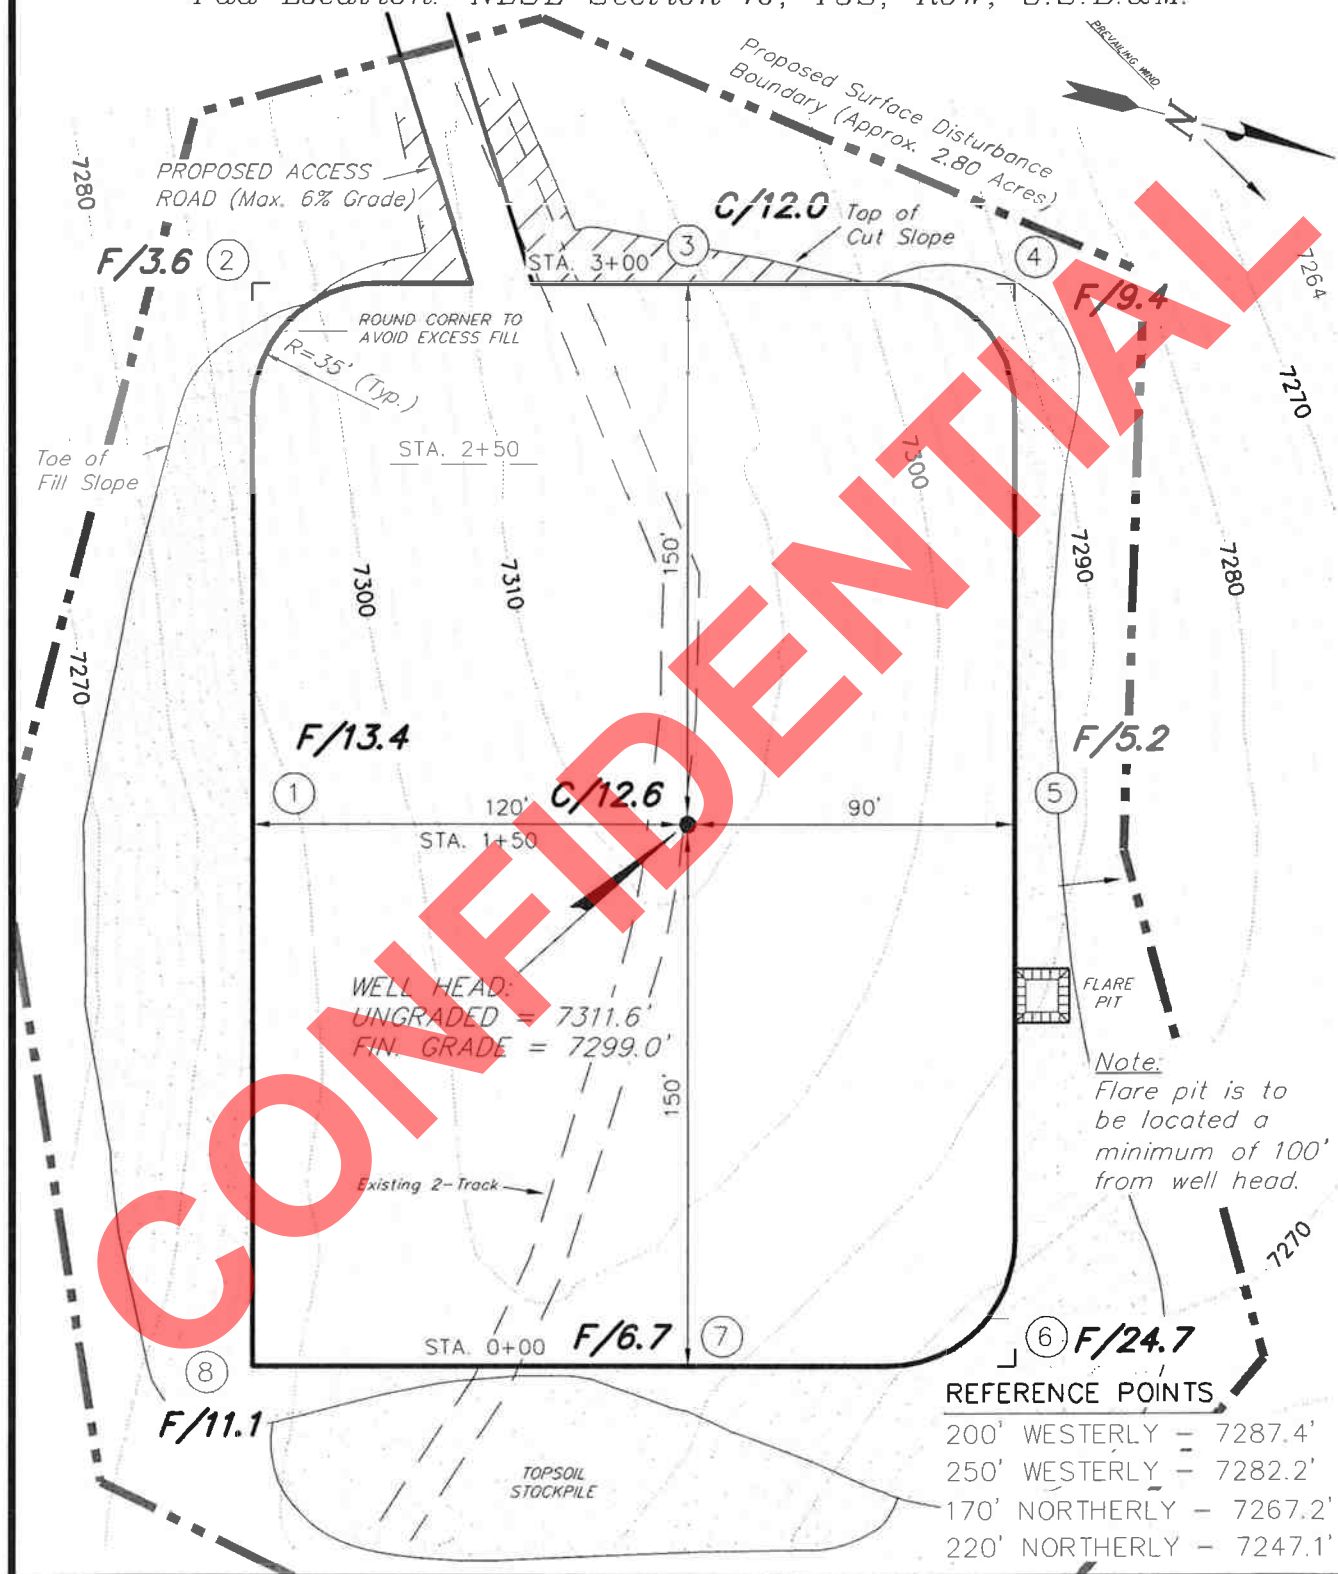 PREVAILING WIND
N
Proposed Surface Disturbance
Boundary (Approx. 2.80 Acres)
7280
PROPOSED ACCESS
ROAD (Max. 6% Grade)
F/3.6 2
C/12.0
Top of
Cut Slope
3
STA. 3+00
4
F/9.4
7264
ROUND CORNER TO
AVOID EXCESS FILL
R=35' (Typ.)
7270
Toe of
Fill Slope
STA. 2+50
7300
7300
7310
150'
7290
7280
7270
F/13.4
F/5.2
1
120'
C/12.6
90'
5
STA. 1+50
WELL HEAD:
UNGRADED = 7311.6'
FIN. GRADE = 7299.0'
FLARE
PIT
150'
Note:
Flare pit is to
be located a
minimum of 100'
from well head.
Existing 2-Track
7270
STA. 0+00
F/6.7 7
6 F/24.7
8
F/11.1
TOPSOIL
STOCKPILE
REFERENCE POINTS
200' WESTERLY - 7287.4'
250' WESTERLY - 7282.2'
170' NORTHERLY - 7267.2'
220' NORTHERLY - 7247.1'
CONFIDENTIAL